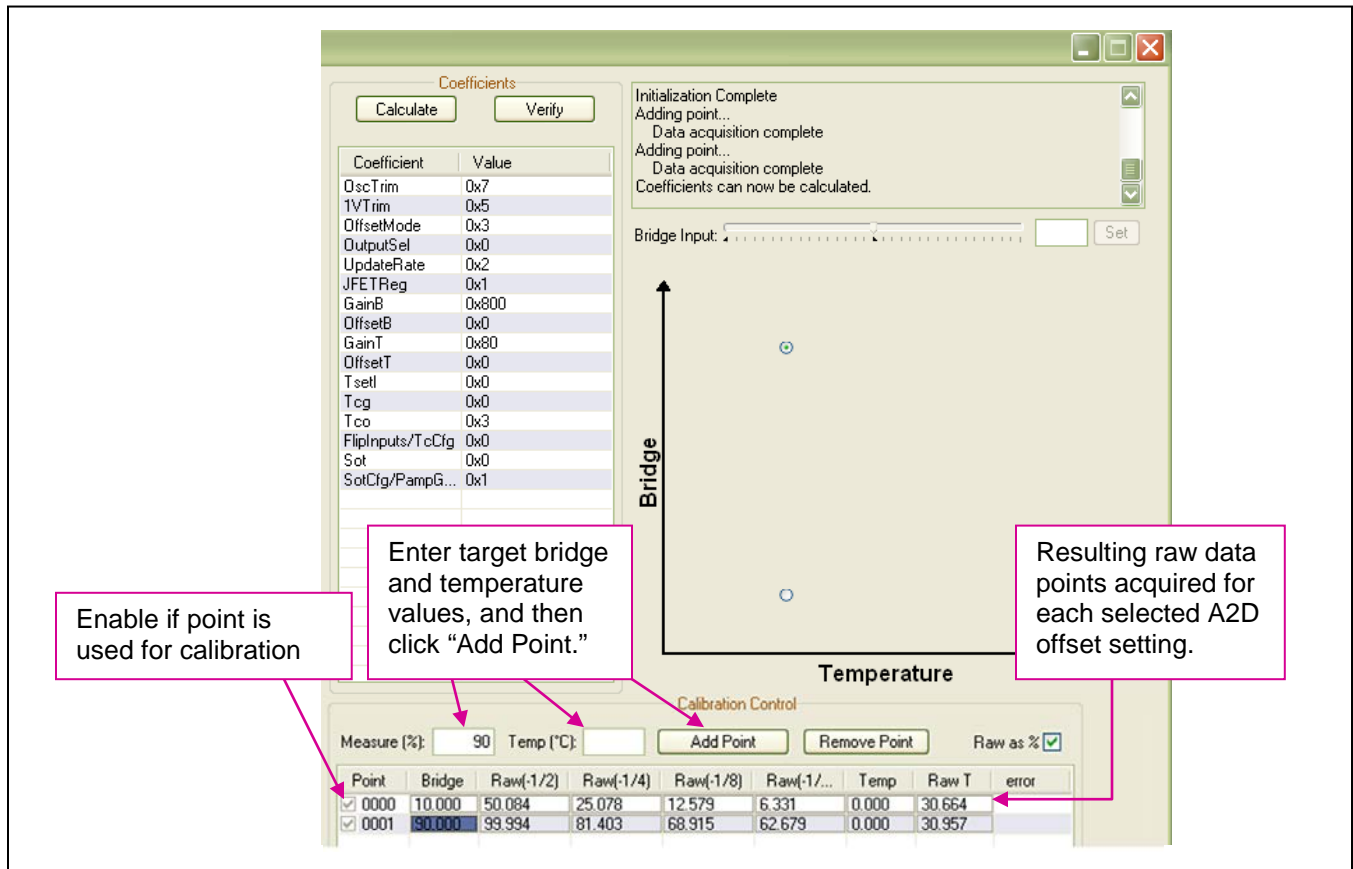 Coefficients
Calculate Verify
Coefficient Value
OscTrim 0x7
1VTrim 0x5
OffsetMode 0x3
OutputSel 0x0
UpdateRate 0x2
JFETReg 0x1
GainB 0x800
OffsetB 0x0
GainT 0x80
OffsetT 0x0
Tsetl 0x0
Tcg 0x0
Tco 0x3
FlipInputs/TcCfg 0x0
Sot 0x0
SotCfg/PampG... 0x1
Initialization Complete
Adding point...
Data acquisition complete
Adding point...
Data acquisition complete
Coefficients can now be calculated.
Bridge Input: Set
Bridge
Temperature
Enable if point is
used for calibration
Enter target bridge
and temperature
values, and then
click “Add Point.”
Resulting raw data
points acquired for
each selected A2D
offset setting.
Calibration Control
Measure (%): 90 Temp (°C): Add Point Remove Point Raw as %
Point Bridge Raw(-1/2) Raw(-1/4) Raw(-1/8) Raw(-1/... Temp Raw T error
0000 10.000 50.084 25.078 12.579 6.331 0.000 30.664
0001 90.000 99.994 81.403 68.915 62.679 0.000 30.957